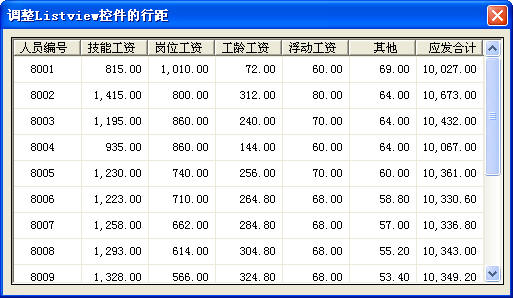 调整Listview控件的行距
人员编号 技能工资 岗位工资 工龄工资 浮动工资 其他 应发合计
8001 815.00 1,010.00 72.00 60.00 69.00 10,027.00
8002 1,415.00 800.00 312.00 80.00 64.00 10,673.00
8003 1,195.00 860.00 240.00 70.00 64.00 10,432.00
8004 935.00 860.00 144.00 60.00 64.00 10,067.00
8005 1,230.00 740.00 256.00 70.00 60.00 10,361.00
8006 1,223.00 710.00 264.80 68.00 58.80 10,330.60
8007 1,258.00 662.00 284.80 68.00 57.00 10,336.80
8008 1,293.00 614.00 304.80 68.00 55.20 10,343.00
8009 1,328.00 566.00 324.80 68.00 53.40 10,349.20